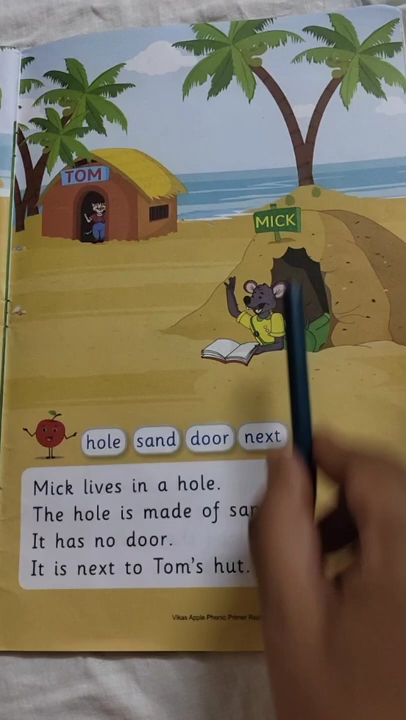 TOM
MICK
hole sand door next
Mick lives in a hole.
The hole is made of
It has no door.
It is next to Tom's hut.
Vikas Apple Phonic Primer